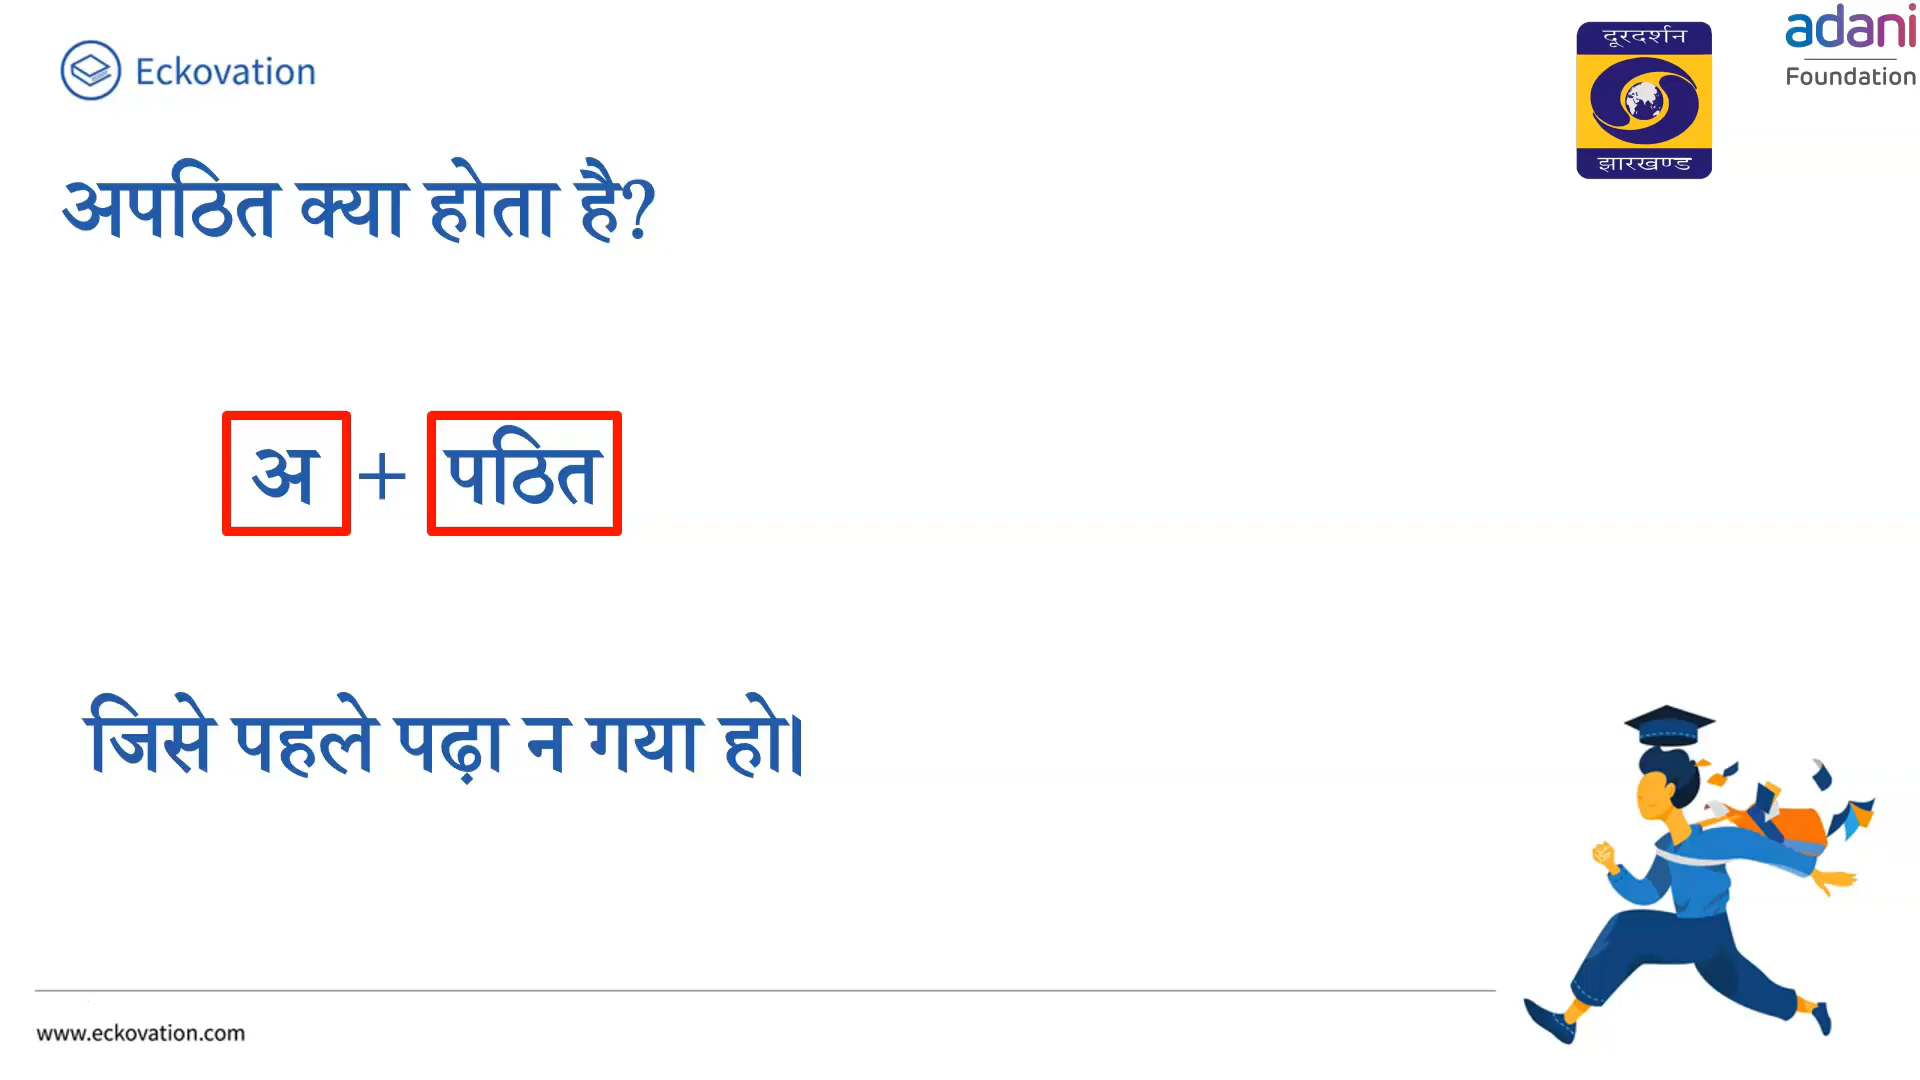 Eckovation
दूरदर्शन
झारखण्ड
adani
Foundation
अपठित क्या होता है?
अ + पठित
जिसे पहले पढ़ा न गया हो।
www.eckovation.com